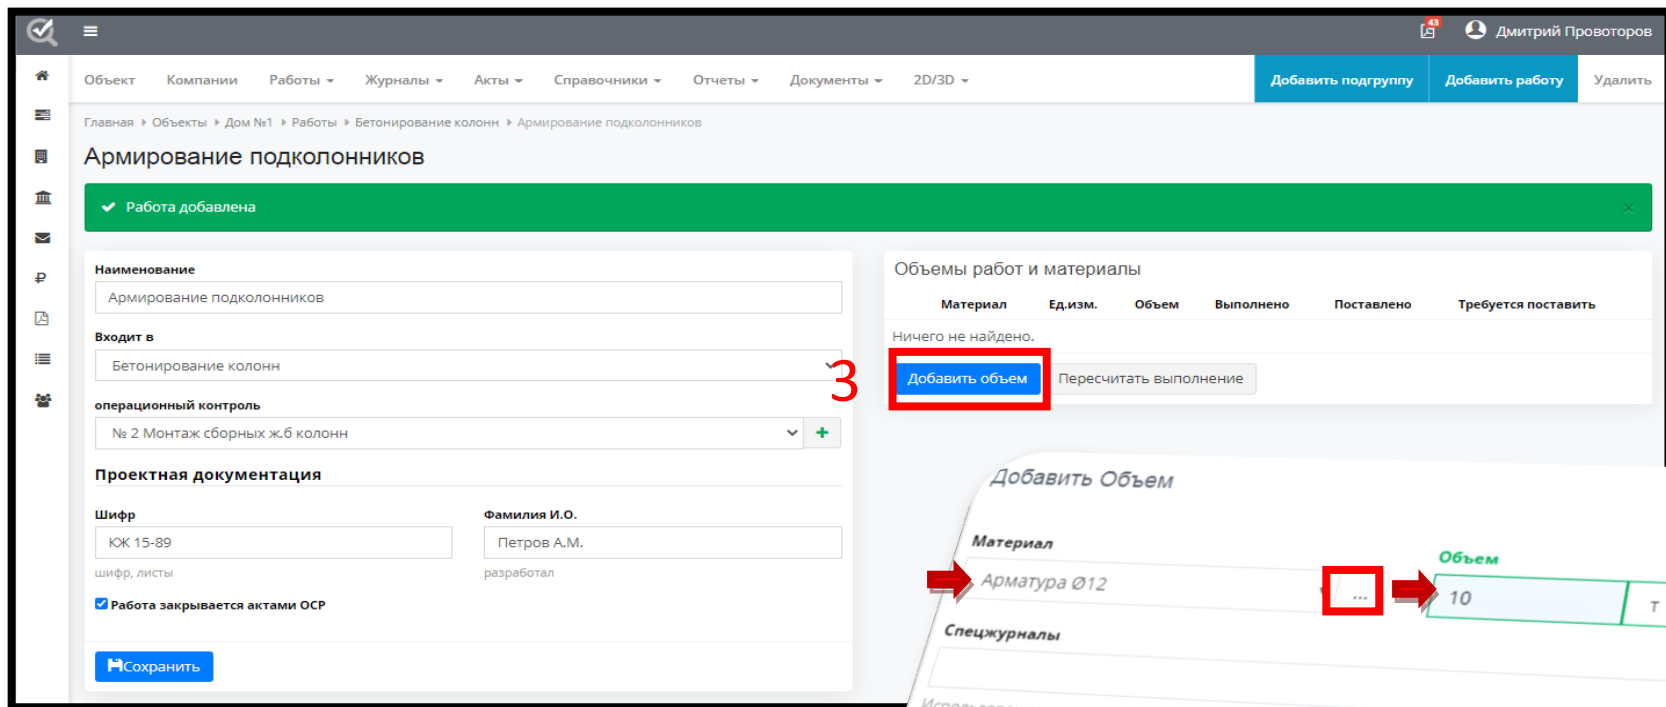 43
Дмитрий Провоторов
Объект Компании Работы Журналы Акты Справочники Отчеты Документы 2D/3D Добавить подгруппу Добавить работу Удалить
Главная Объекты Дом №1 Работы Бетонирование колонн Армирование подколонников
Армирование подколонников
Работа добавлена
×
Наименование
Армирование подколонников
Входит в
Бетонирование колонн
операционный контроль
№ 2 Монтаж сборных ж.б колонн
Проектная документация
Шифр Фамилия И.О.
КЖ 15-89 Петров А.М.
шифр, листы разработал
Работа закрывается актами ОСР
Сохранить
Объемы работ и материалы
Материал Ед.изм. Объем Выполнено Поставлено Требуется поставить
Ничего не найдено.
3
Добавить объем Пересчитать выполнение
Добавить Объем
Материал Объем
Арматура Ø12 ... 10 т
Спецжурналы